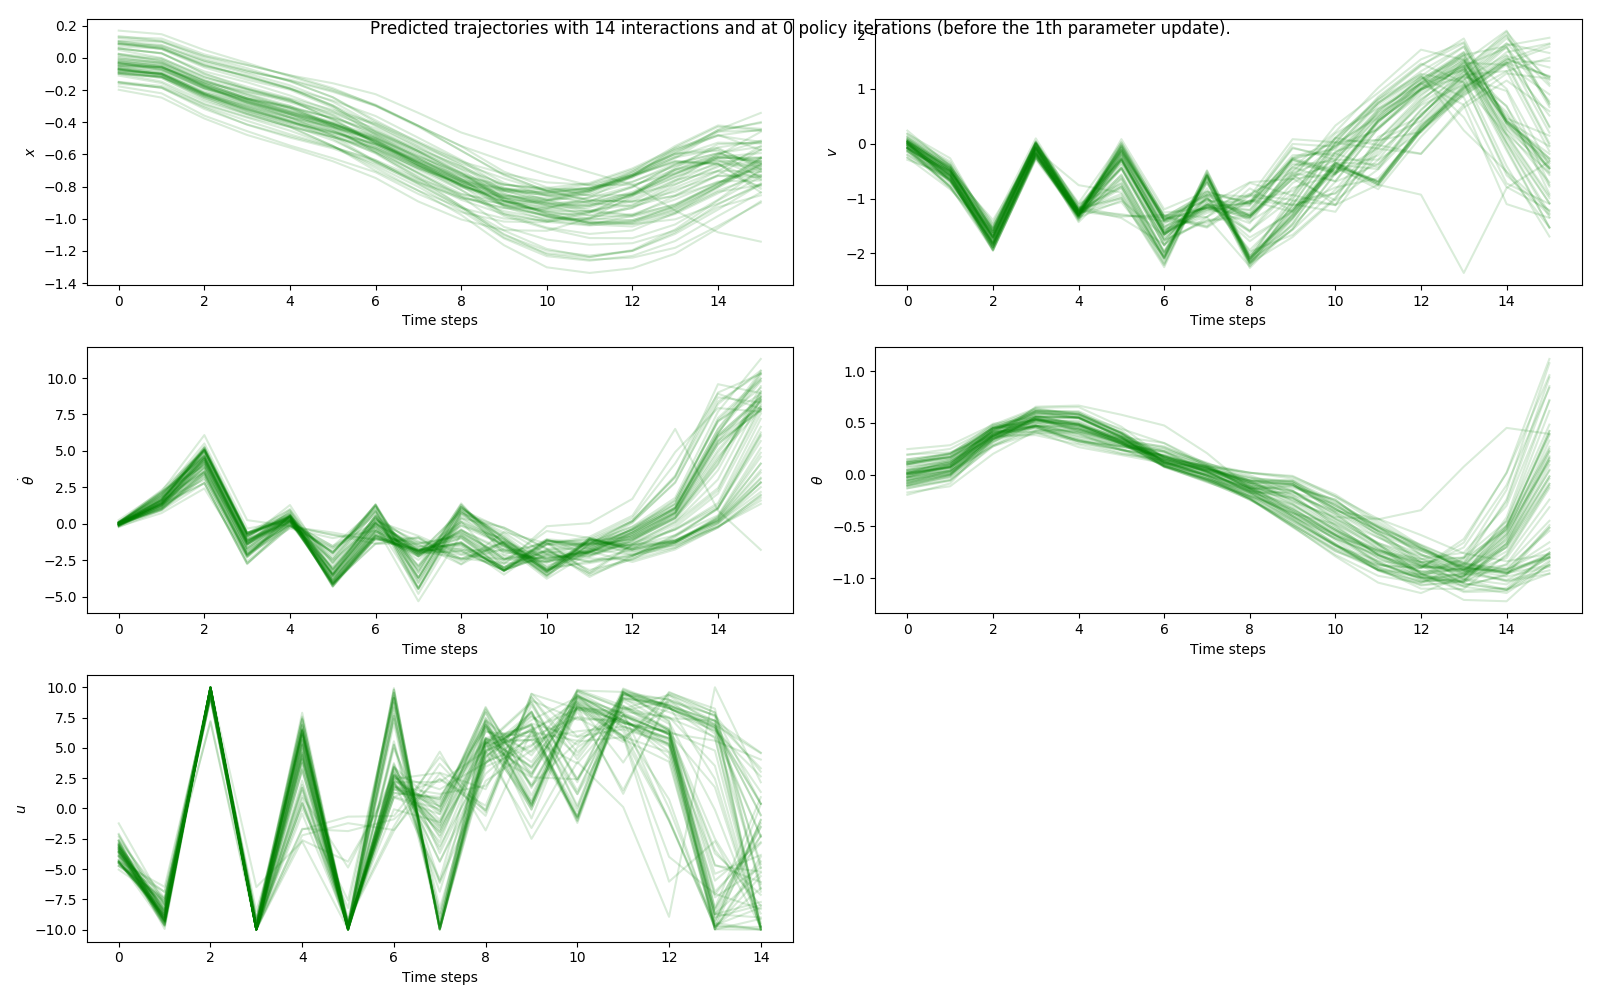 Predicted trajectories with 14 interactions and at 0 policy iterations (before the 1th parameter update).
0.2
0.0
−0.2
−0.4
−0.6
−0.8
−1.0
−1.2
−1.4
x
0 2 4 6 8 10 12 14
Time steps
2
1
0
−1
−2
v
0 2 4 6 8 10 12 14
Time steps
10.0
7.5
5.0
2.5
0.0
−2.5
−5.0
θ̇
0 2 4 6 8 10 12 14
Time steps
1.0
0.5
0.0
−0.5
−1.0
θ
0 2 4 6 8 10 12 14
Time steps
10.0
7.5
5.0
2.5
0.0
−2.5
−5.0
−7.5
−10.0
u
0 2 4 6 8 10 12 14
Time steps